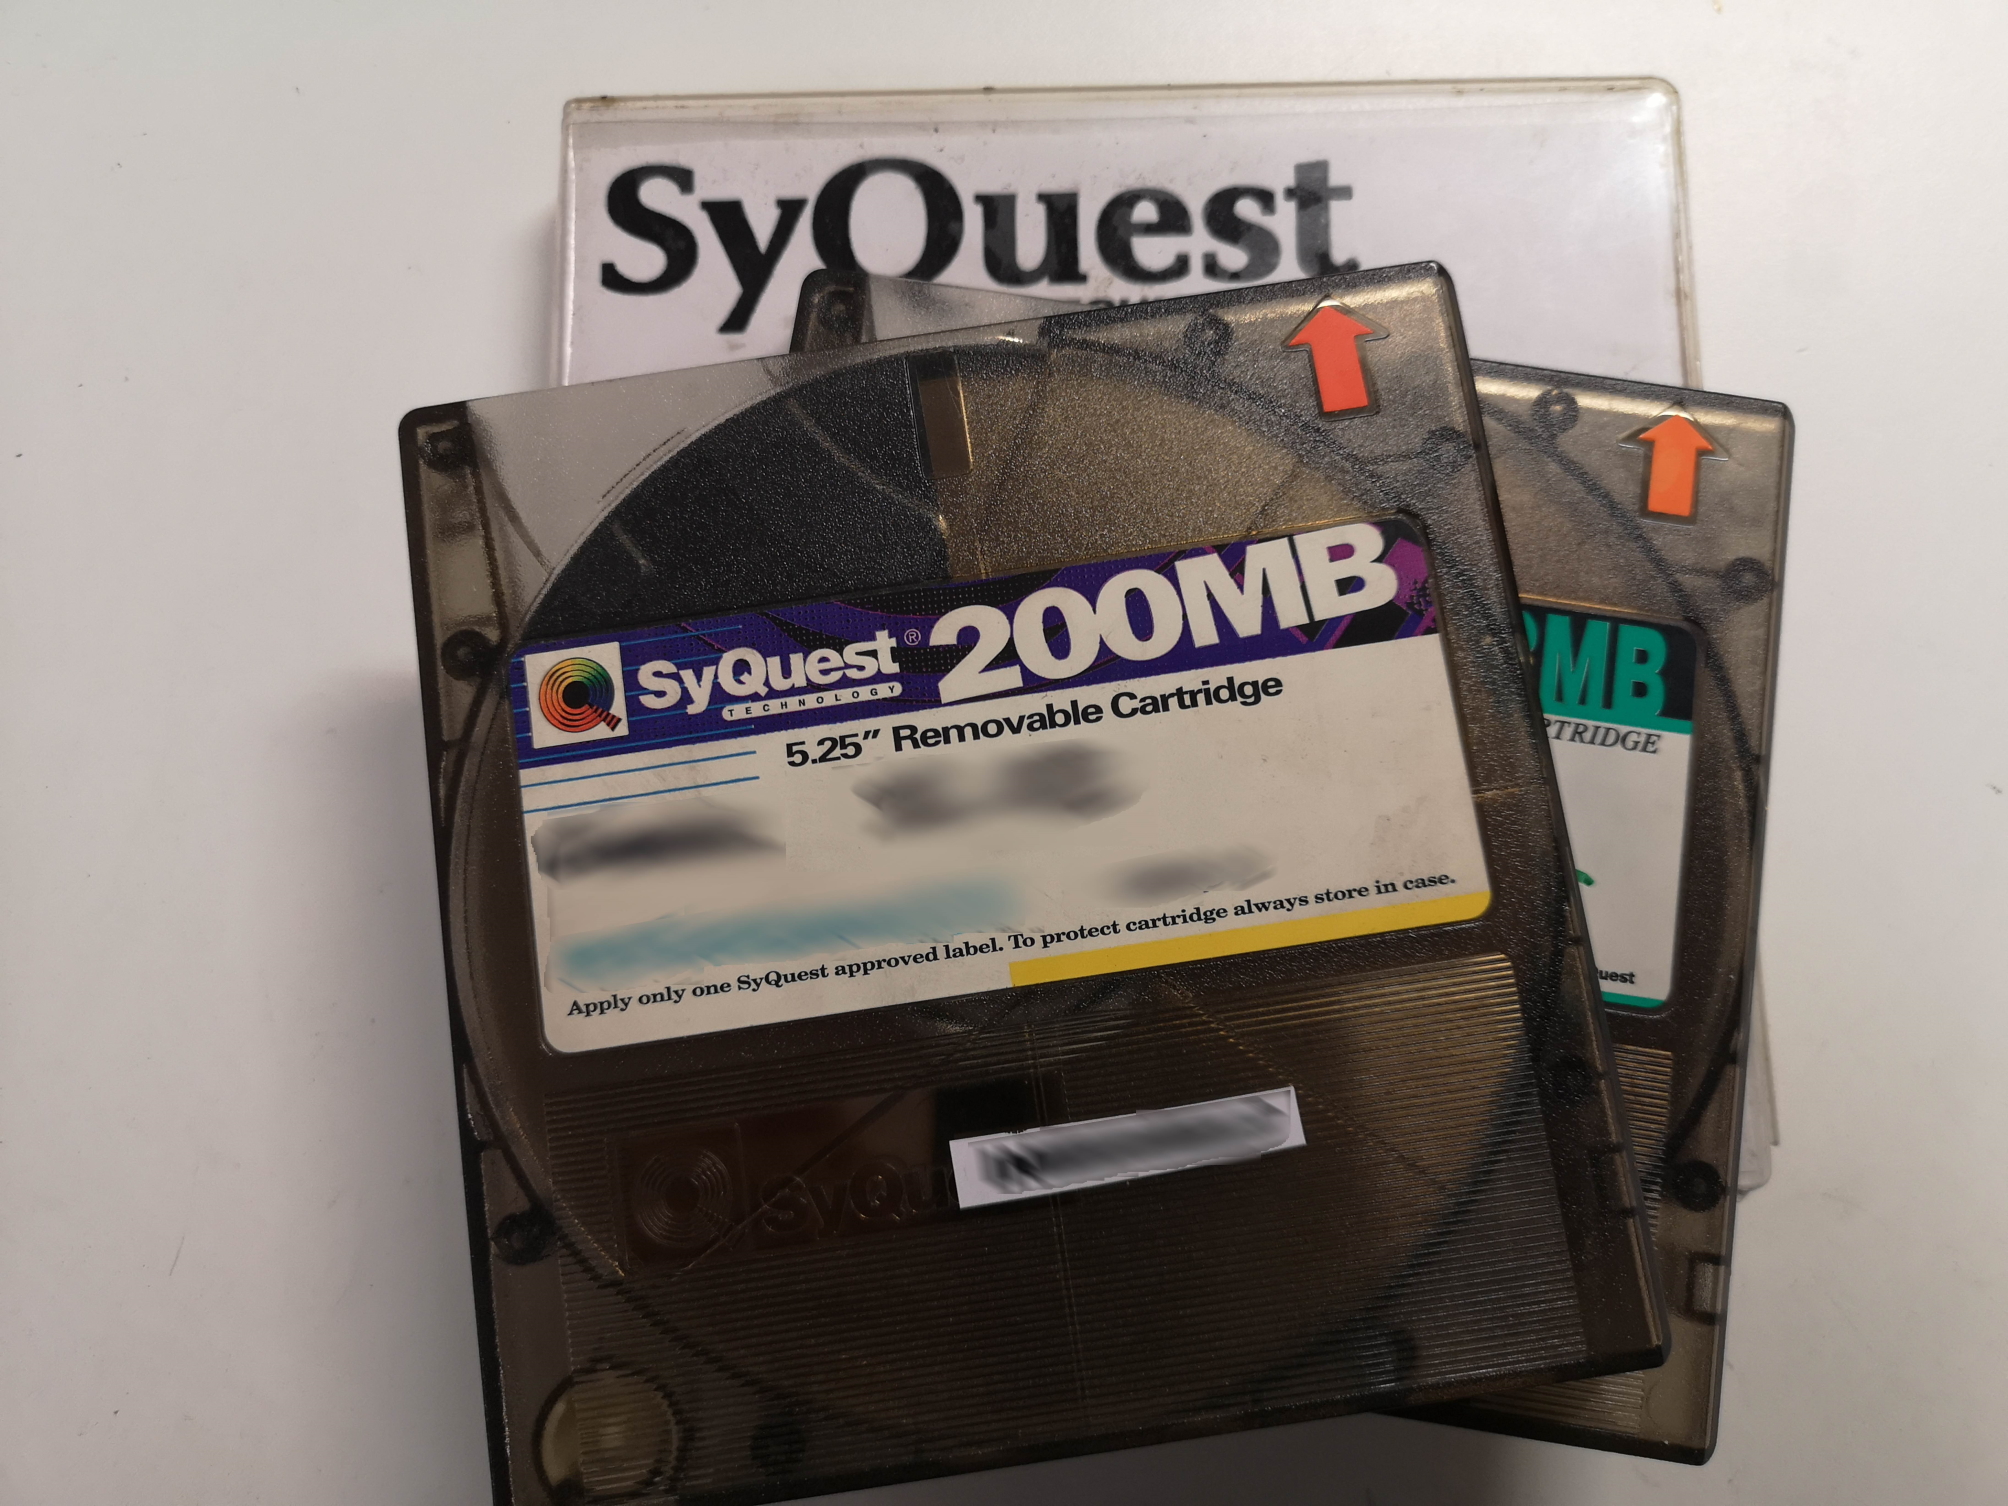 SyQuest
SyQuest® 200MB
TECHNOLOGY
5.25" Removable Cartridge
Apply only one SyQuest approved label. To protect cartridge always store in case.
SyQu
MB
RTRIDGE
uest